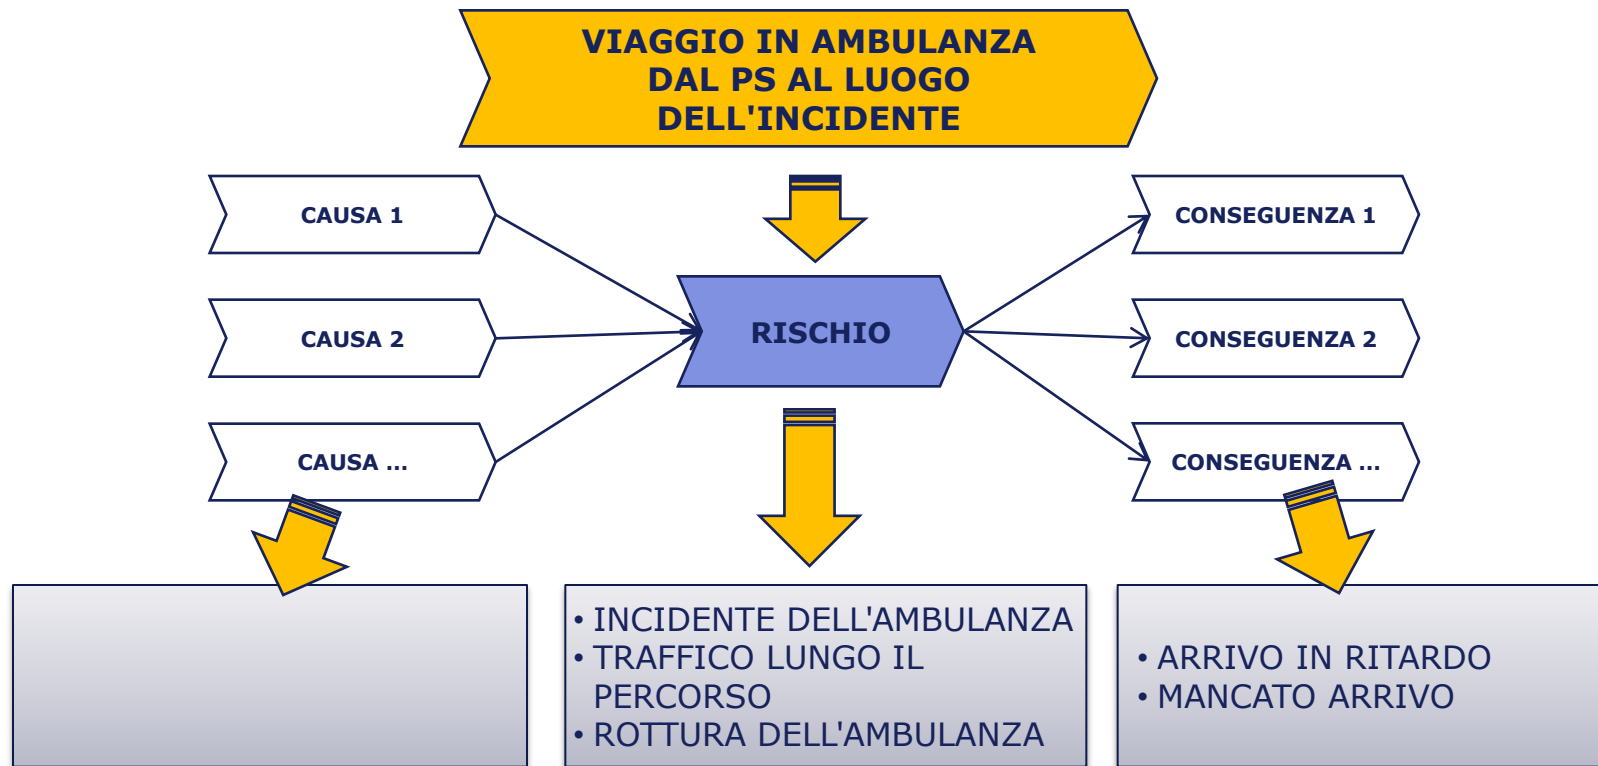 VIAGGIO IN AMBULANZA
DAL PS AL LUOGO
DELL'INCIDENTE
CAUSA 1
CONSEGUENZA 1
CAUSA 2
RISCHIO
CONSEGUENZA 2
CAUSA ...
CONSEGUENZA ...
• INCIDENTE DELL'AMBULANZA
• TRAFFICO LUNGO IL
PERCORSO
• ROTTURA DELL'AMBULANZA
• ARRIVO IN RITARDO
• MANCATO ARRIVO